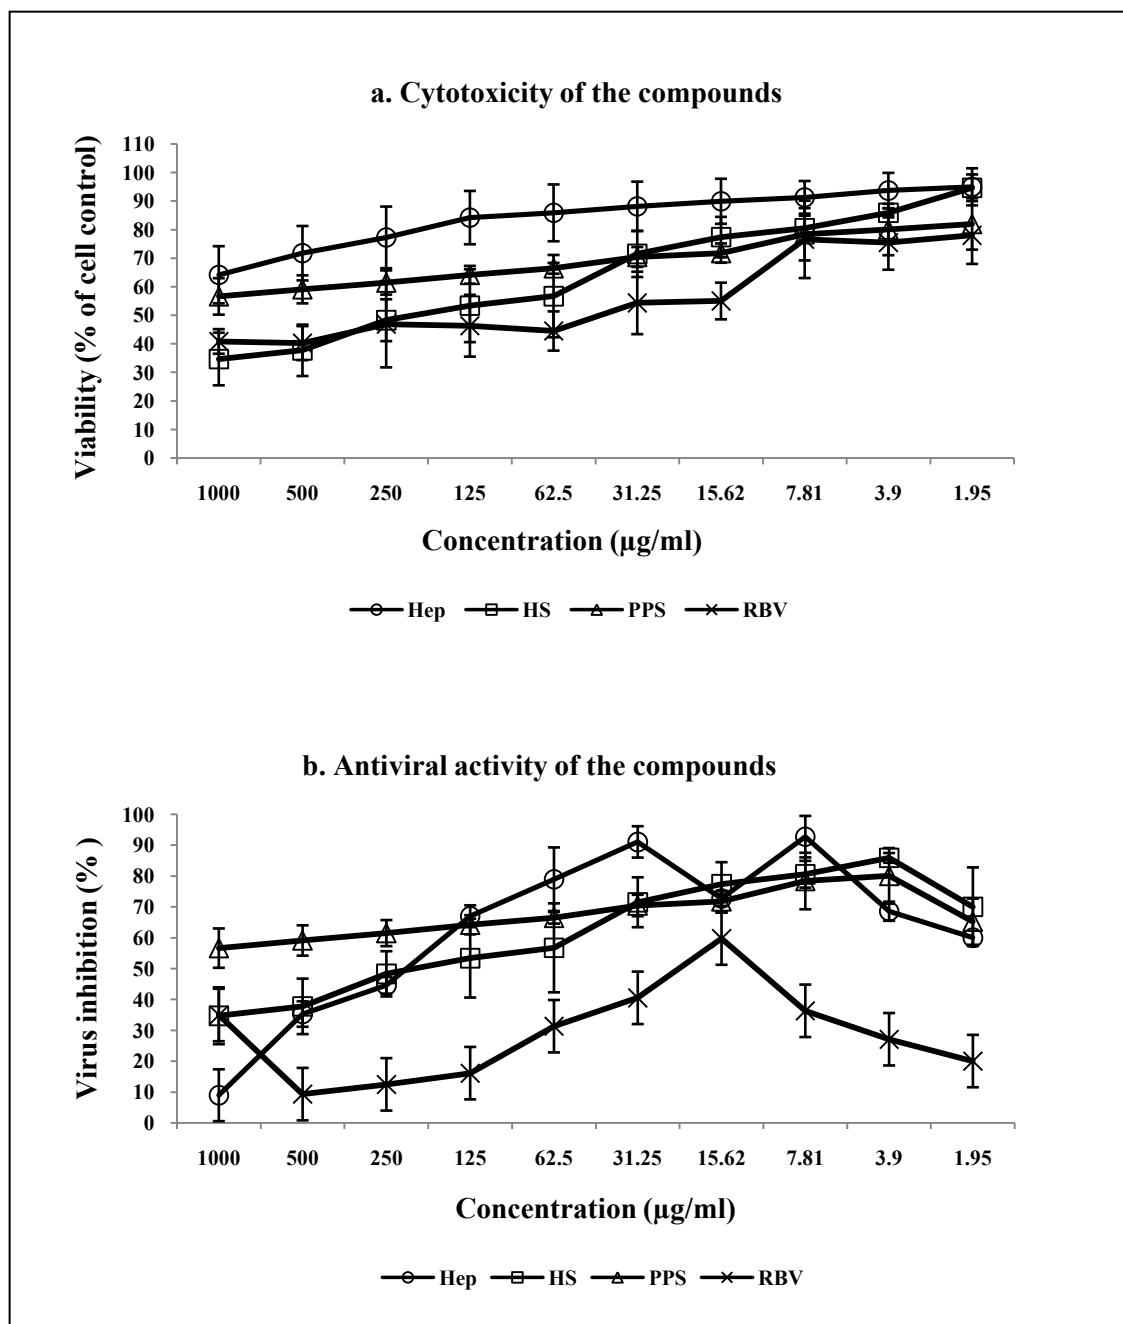 a. Cytotoxicity of the compounds
Viability (% of cell control)
110
100
90
80
70
60
50
40
30
20
10
0
1000 500 250 125 62.5 31.25 15.62 7.81 3.9 1.95
Concentration (µg/ml)
Hep HS PPS RBV
b. Antiviral activity of the compounds
Virus inhibition (% )
100
90
80
70
60
50
40
30
20
10
0
1000 500 250 125 62.5 31.25 15.62 7.81 3.9 1.95
Concentration (µg/ml)
Hep HS PPS RBV